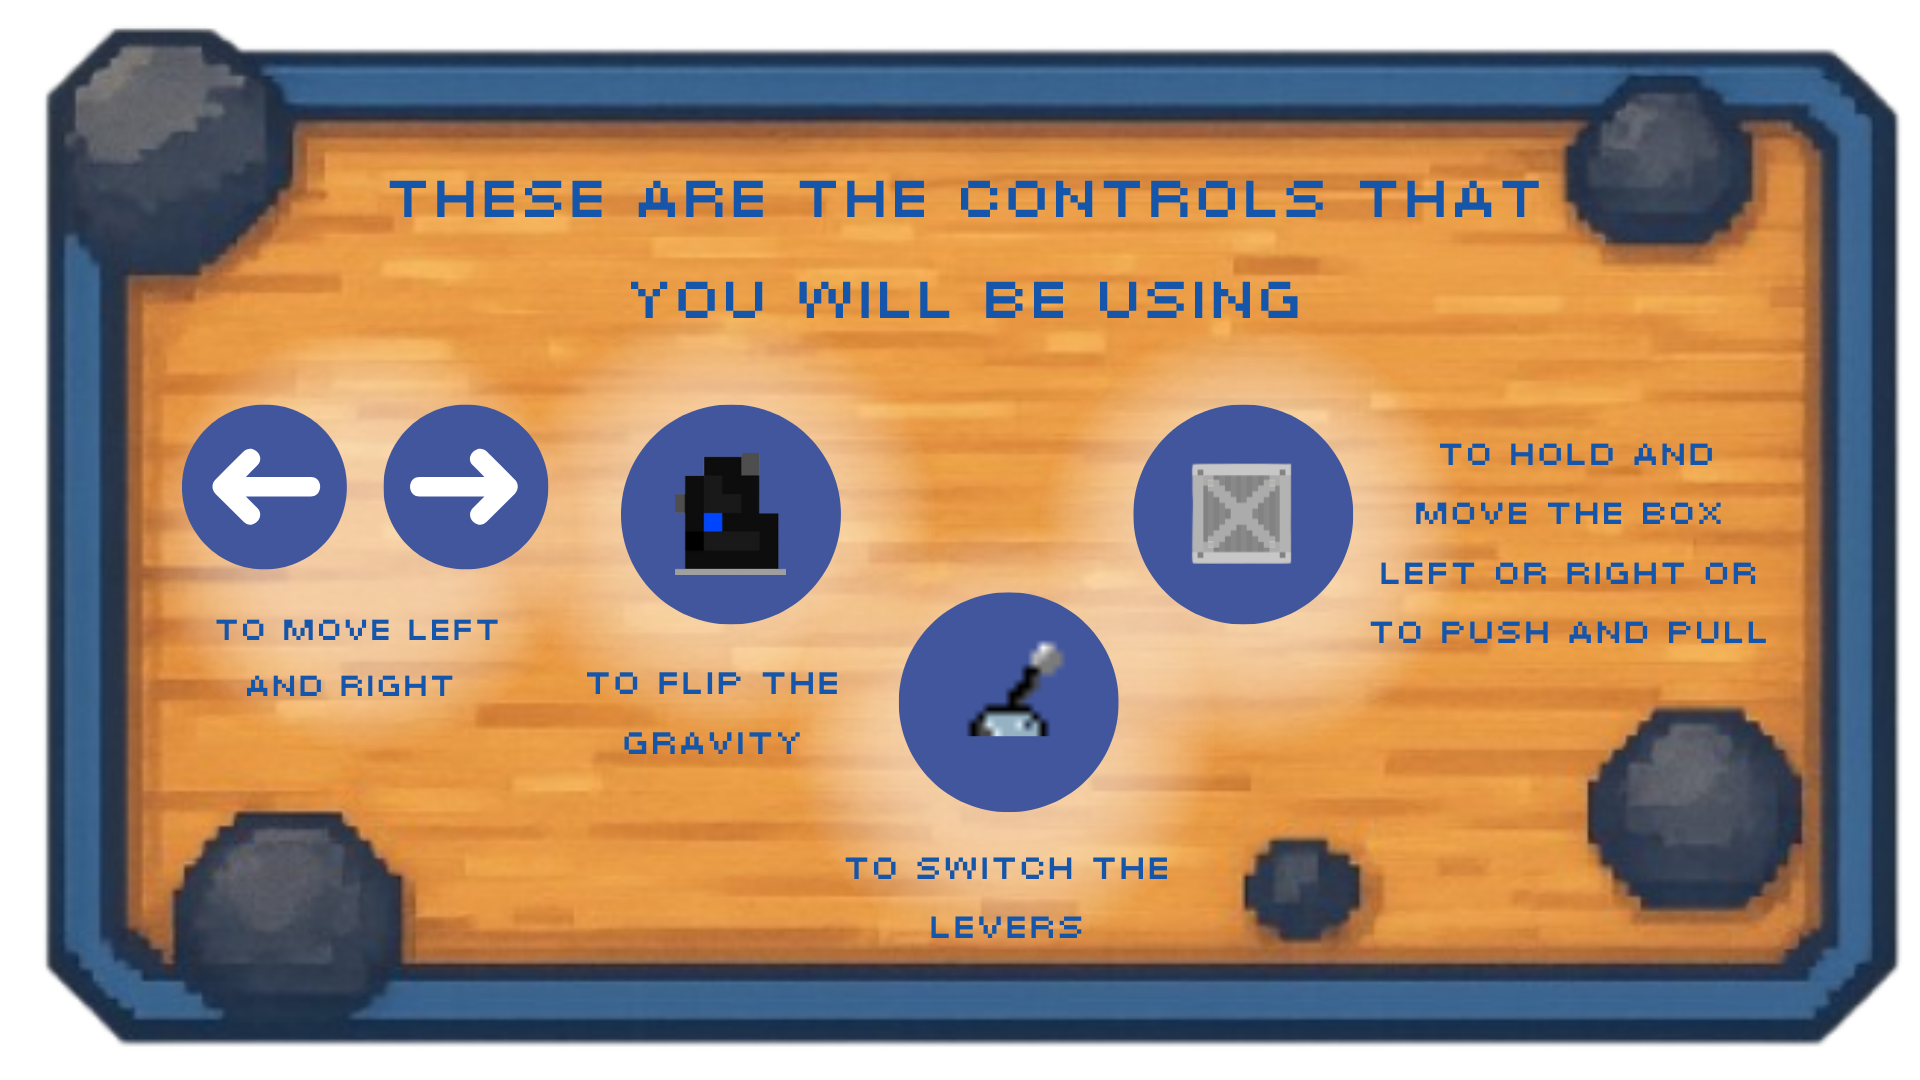 THESE ARE THE CONTROLS THAT
YOU WILL BE USING
TO MOVE LEFT
AND RIGHT
TO FLIP THE
GRAVITY
TO SWITCH THE
LEVERS
TO HOLD AND
MOVE THE BOX
LEFT OR RIGHT OR
TO PUSH AND PULL